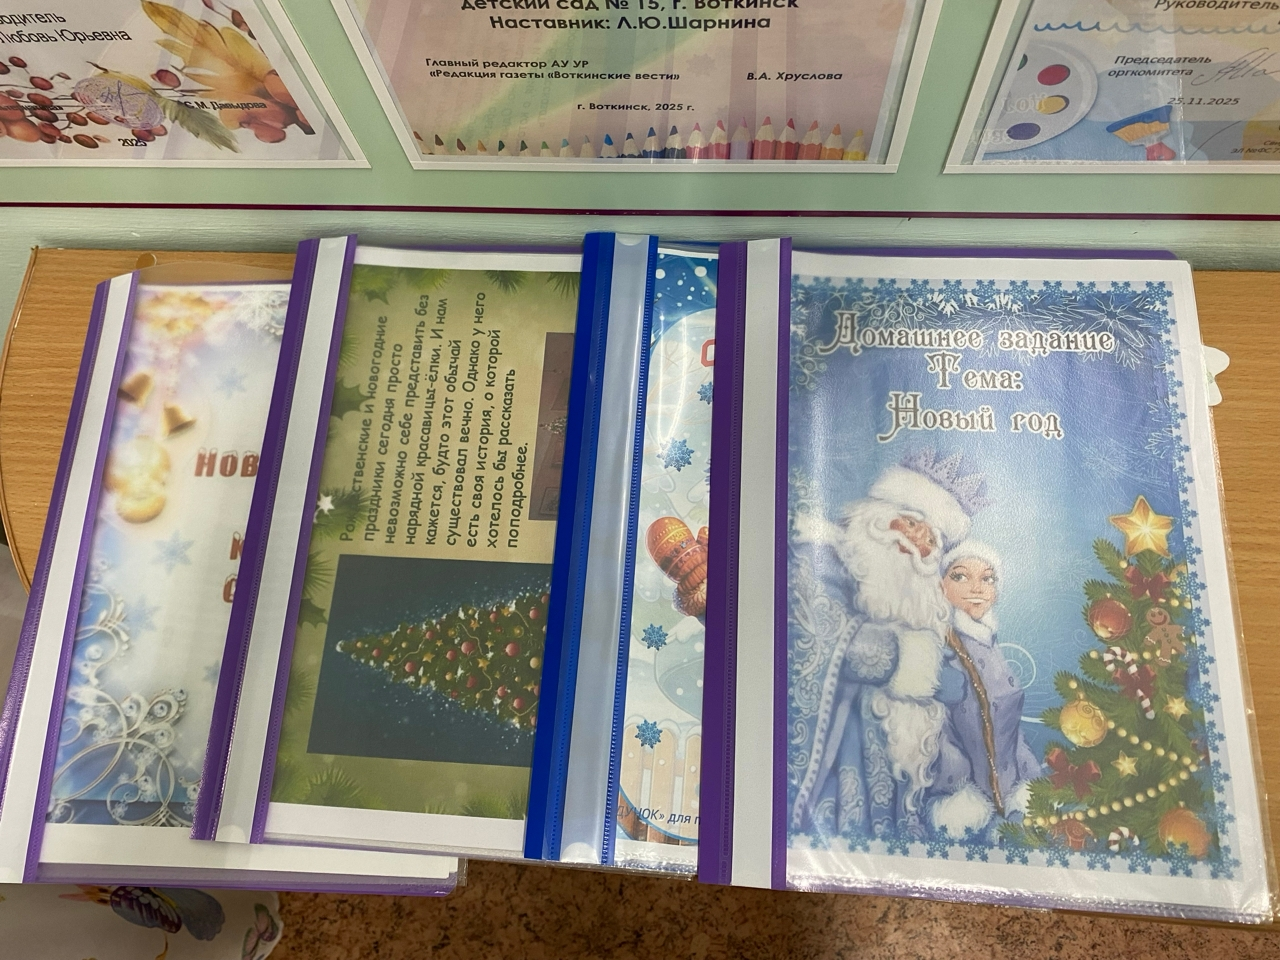 Любовь Юрьевна
С.М. Давыдова
2025
детский сад № 15, г. Воткинск
Наставник: Л.Ю.Шарнина
Главный редактор АУ УР
«Редакция газеты «Воткинские вести»
В.А. Хруслова
г. Воткинск, 2025 г.
Руководитель
Председатель
оргкомитета
25.11.2025
НОВ
праздники сегодня просто
невозможно себе представить без
нарядной красавицы-ёлки. И нам
кажется, будто этот обычай
существовал вечно. Однако у него
есть своя история, о которой
хотелось бы рассказать
поподробнее.
для
Домашнее задание
Тема:
Новый год